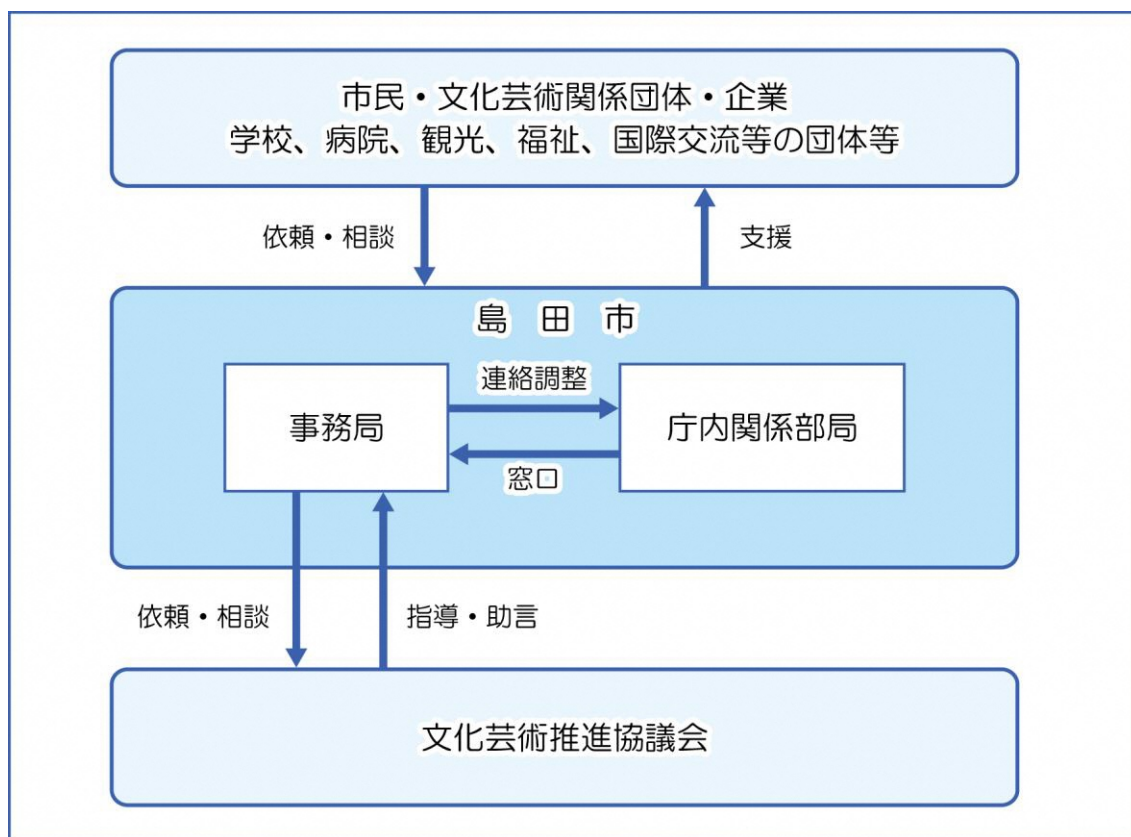 市民・文化芸術関係団体・企業
学校、病院、観光、福祉、国際交流等の団体等
依頼・相談
支援
島田市
連絡調整
事務局
庁内関係部局
窓口
依頼・相談
指導・助言
文化芸術推進協議会